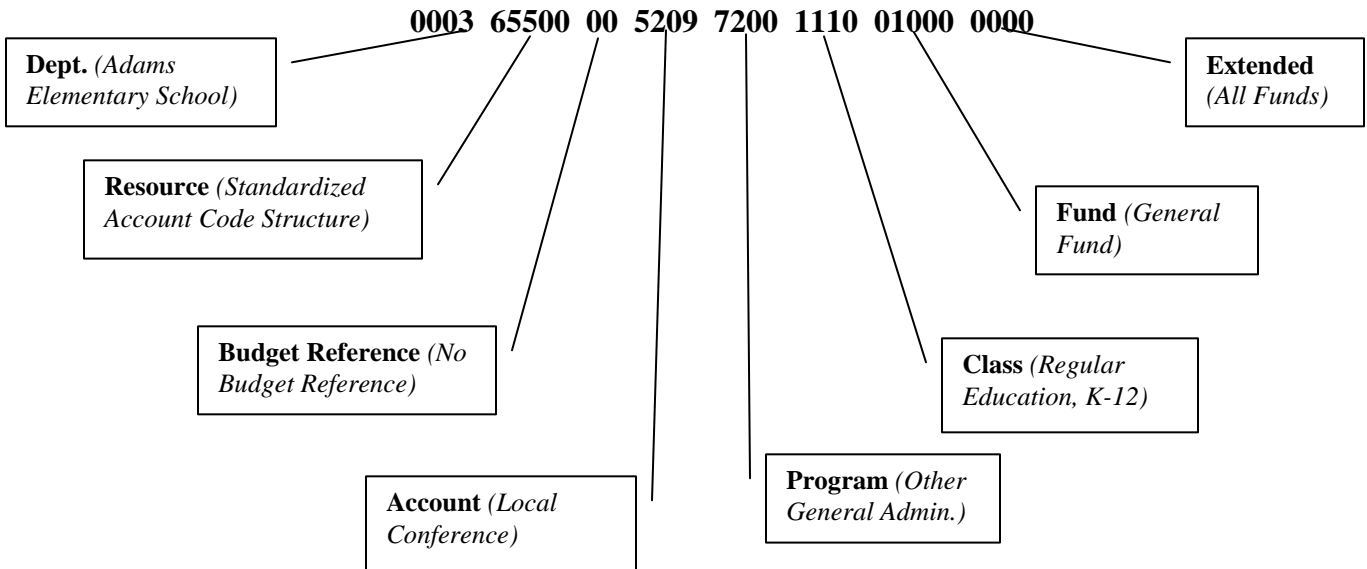 0003 65500 00 5209 7200 1110 01000 0000
Dept. (Adams
Elementary School)
Extended
(All Funds)
Resource (Standardized
Account Code Structure)
Fund (General
Fund)
Budget Reference (No
Budget Reference)
Class (Regular
Education, K-12)
Account (Local
Conference)
Program (Other
General Admin.)